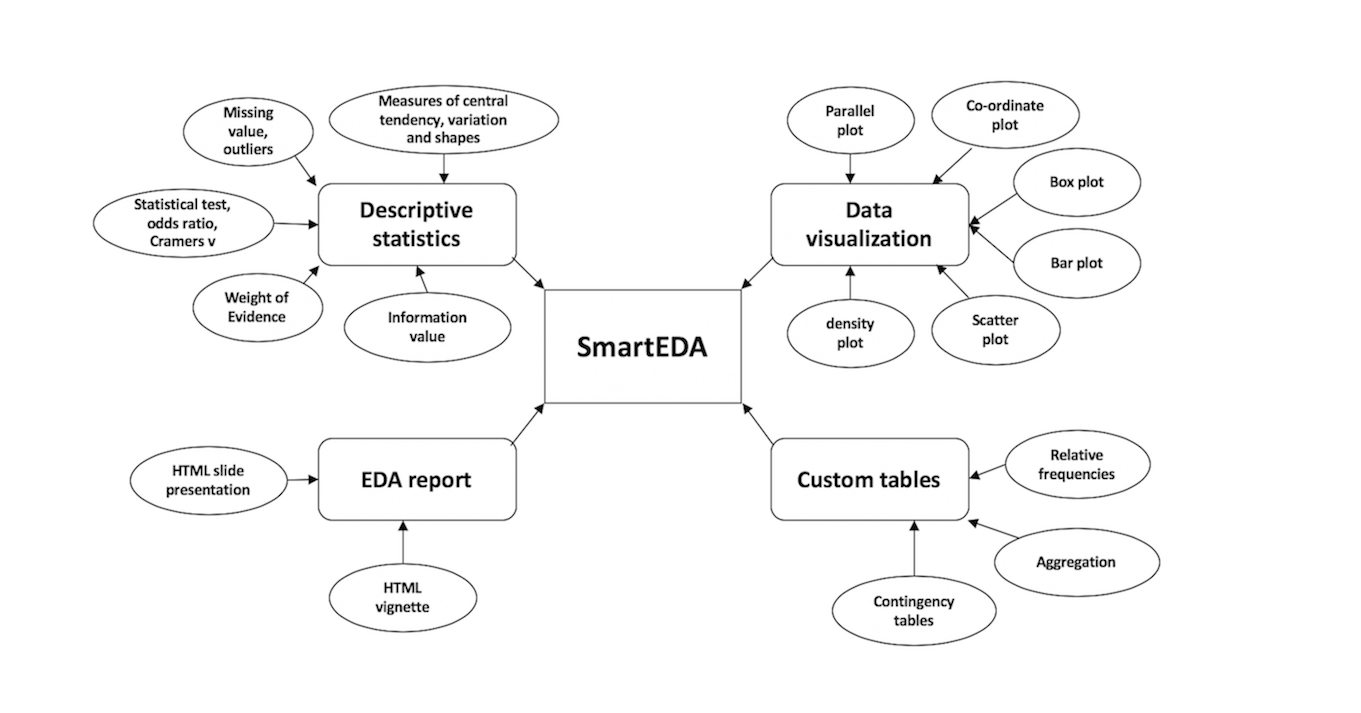 Missing
value,
outliers
Measures of central
tendency, variation
and shapes
Statistical test,
odds ratio,
Cramers v
Descriptive
statistics
Weight of
Evidence
Information
value
Parallel
plot
Co-ordinate
plot
Box plot
Data
visualization
Bar plot
density
plot
Scatter
plot
SmartEDA
HTML slide
presentation
EDA report
HTML
vignette
Custom tables
Relative
frequencies
Aggregation
Contingency
tables